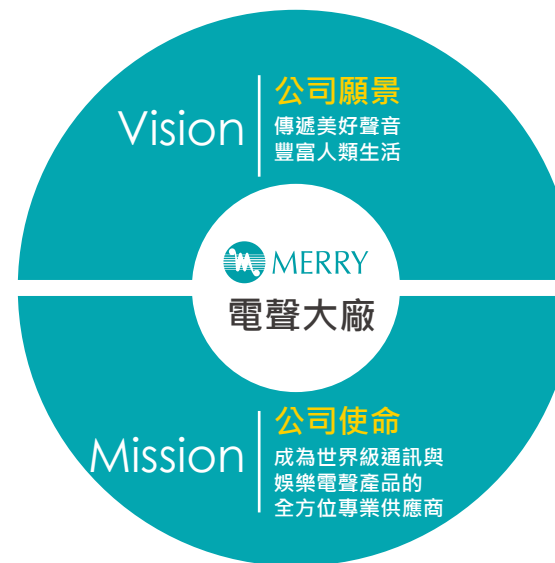 Vision
公司願景
傳遞美好聲音
豐富人類生活
MERRY
電聲大廠
Mission
公司使命
成為世界級通訊與
娛樂電聲產品的
全方位專業供應商